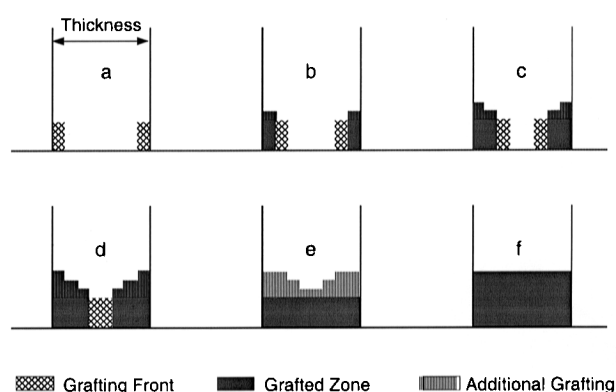 Thickness
a
b
c
d
e
f
Grafting Front
Grafted Zone
Additional Grafting